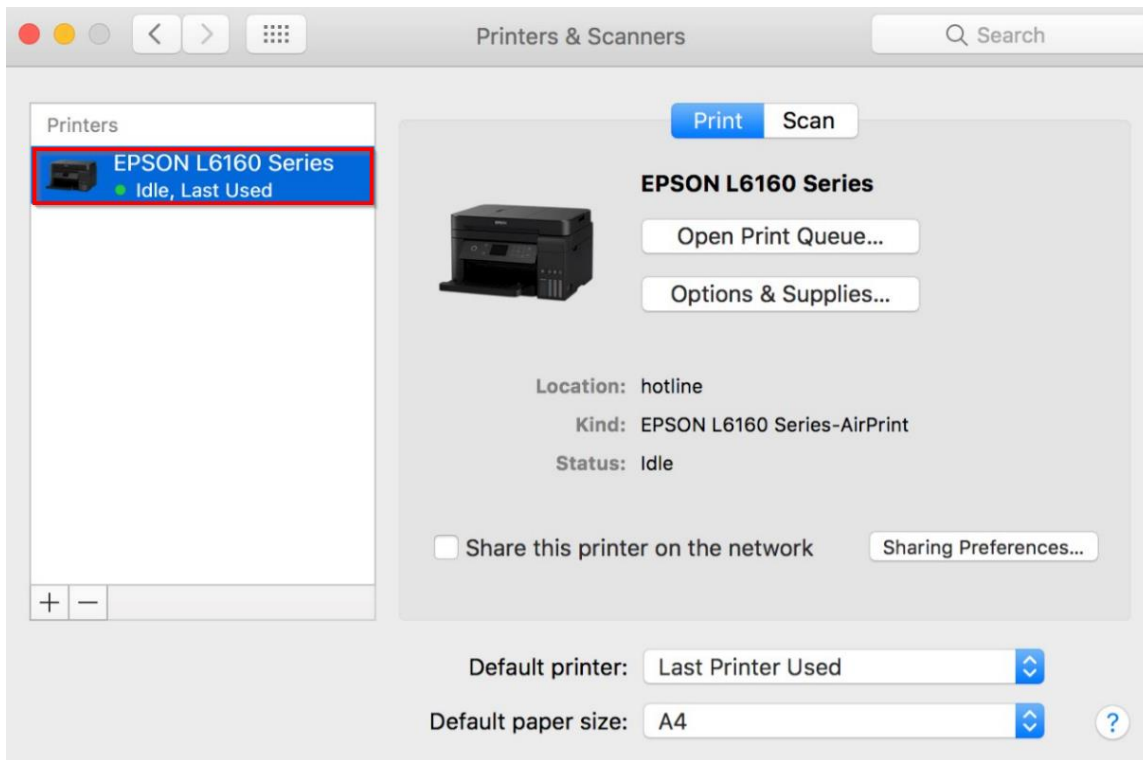 Printers & Scanners
Search
Printers
EPSON L6160 Series
Idle, Last Used
Print Scan
EPSON L6160 Series
Open Print Queue...
Options & Supplies...
Location: hotline
Kind: EPSON L6160 Series-AirPrint
Status: Idle
Share this printer on the network
Sharing Preferences...
+ −
Default printer: Last Printer Used
Default paper size: A4
?